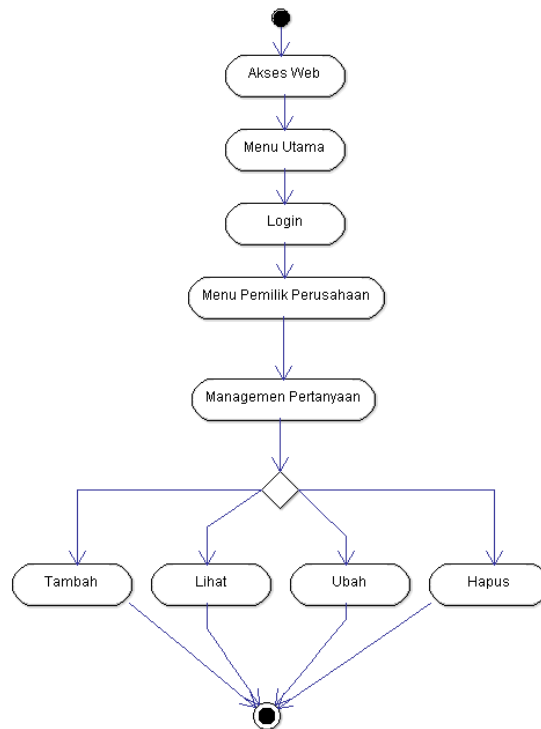 Akses Web
Menu Utama
Login
Menu Pemilik Perusahaan
Managemen Pertanyaan
Tambah
Lihat
Ubah
Hapus